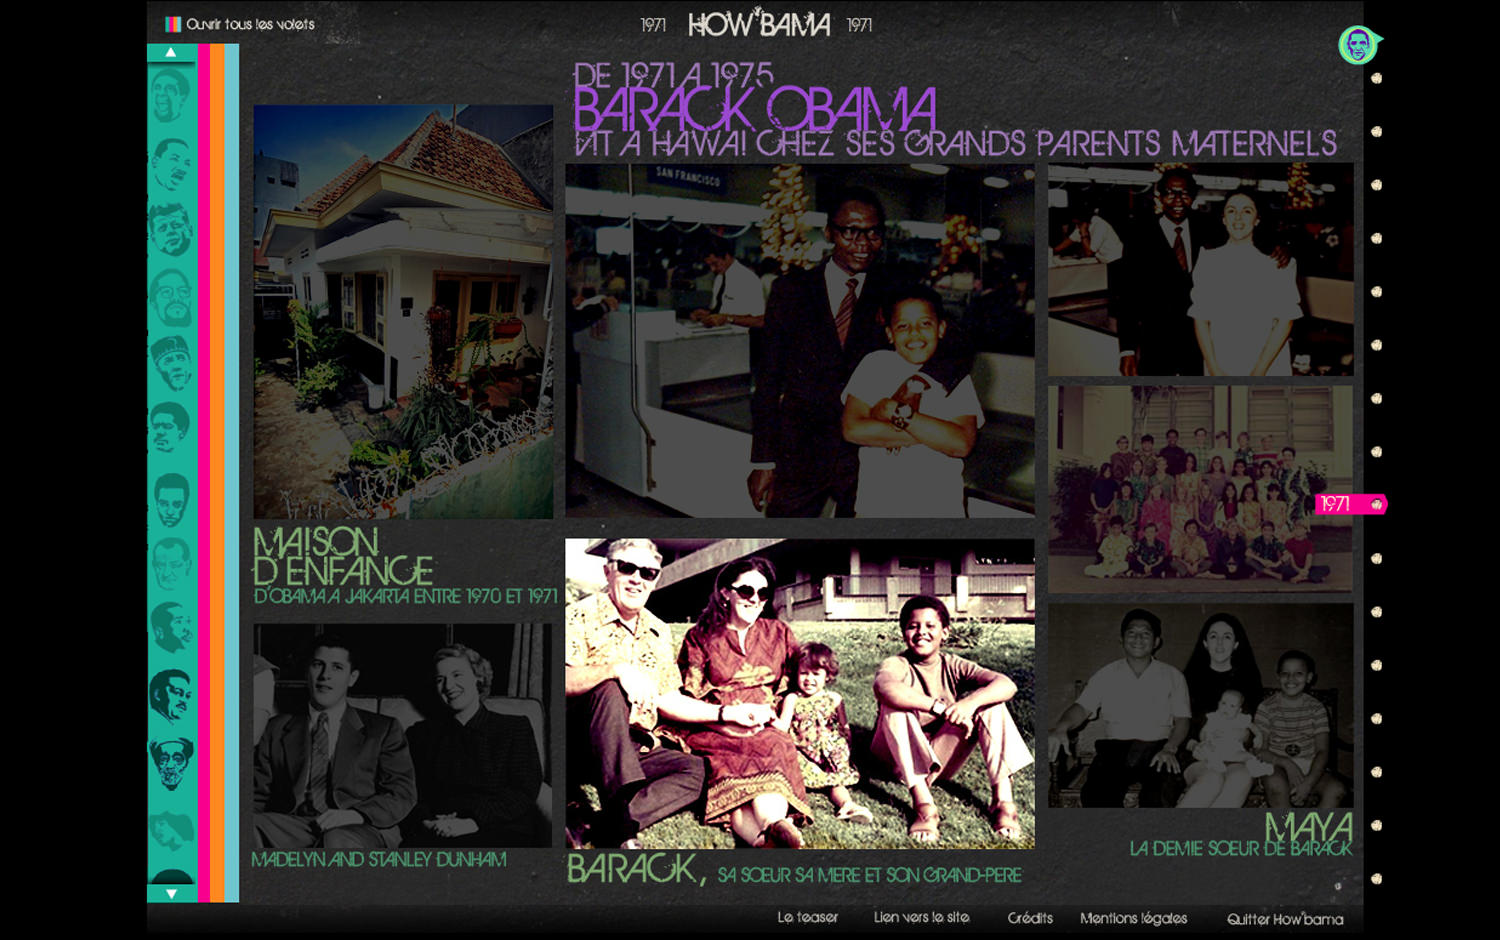 Ouvrir tous les volets
1971 HOW'BAMA 1971
DE 1971 A 1975
BARACK OBAMA
VIT A HAWAI CHEZ SES GRANDS PARENTS MATERNELS
SAN FRANCISCO
1971
MAISON
D'ENFANCE
D'OBAMA A JAKARTA ENTRE 1970 ET 1971
MADELYN AND STANLEY DUNHAM
BARACK, SA SOEUR SA MERE ET SON GRAND-PERE
MAYA
LA DEMIE SOEUR DE BARACK
Le teaser Lien vers le site Crédits Mentions légales Quitter How'bama